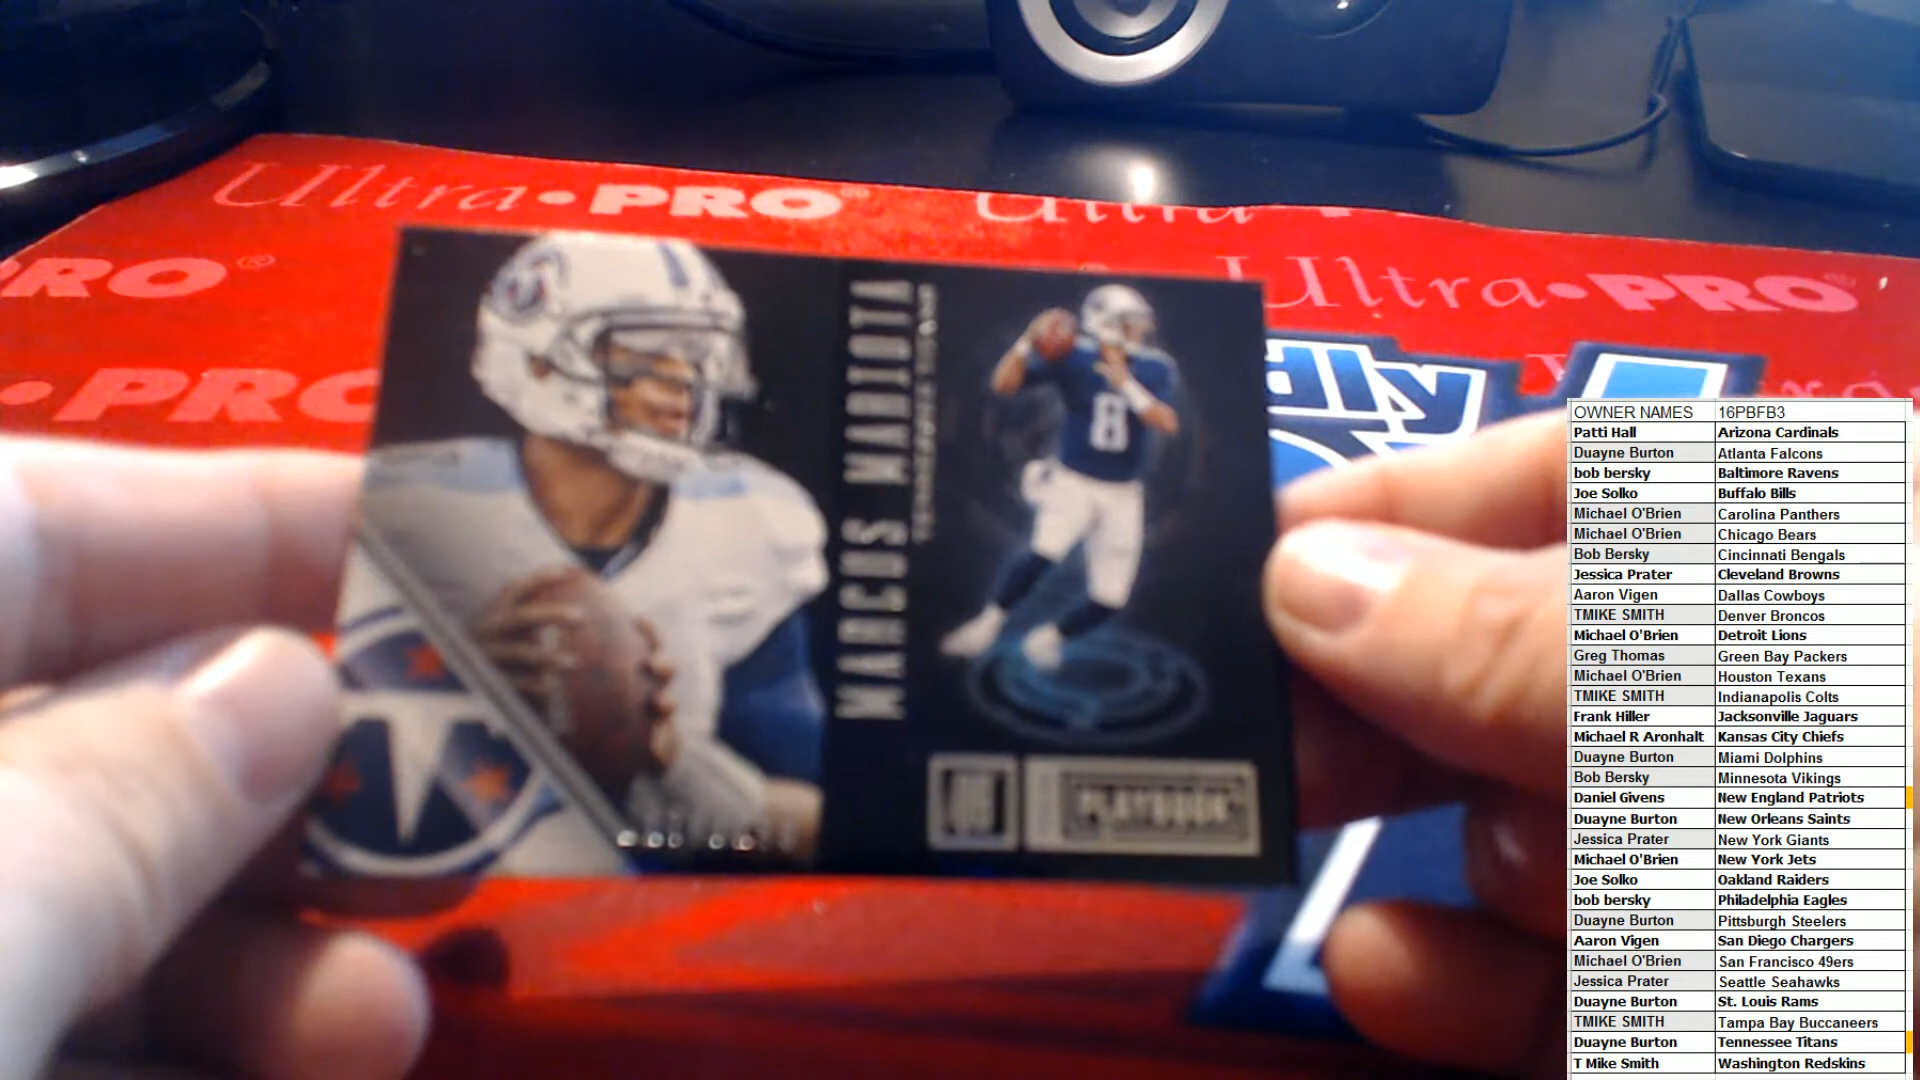 Ultra•PRO®
Ultra
PRO®
Ultra•PRO
•PRO
dly
MARCOS MARIOTA
TENNESSEE TITANS
8
T
PLAYBOOK
OWNER NAMES 16PBFB3
Patti Hall Arizona Cardinals
Duayne Burton Atlanta Falcons
bob bersky Baltimore Ravens
Joe Solko Buffalo Bills
Michael O'Brien Carolina Panthers
Michael O'Brien Chicago Bears
Bob Bersky Cincinnati Bengals
Jessica Prater Cleveland Browns
Aaron Vigen Dallas Cowboys
TMIKE SMITH Denver Broncos
Michael O'Brien Detroit Lions
Greg Thomas Green Bay Packers
Michael O'Brien Houston Texans
TMIKE SMITH Indianapolis Colts
Frank Hiller Jacksonville Jaguars
Michael R Aronhalt Kansas City Chiefs
Duayne Burton Miami Dolphins
Bob Bersky Minnesota Vikings
Daniel Givens New England Patriots
Duayne Burton New Orleans Saints
Jessica Prater New York Giants
Michael O'Brien New York Jets
Joe Solko Oakland Raiders
bob bersky Philadelphia Eagles
Duayne Burton Pittsburgh Steelers
Aaron Vigen San Diego Chargers
Michael O'Brien San Francisco 49ers
Jessica Prater Seattle Seahawks
Duayne Burton St. Louis Rams
TMIKE SMITH Tampa Bay Buccaneers
Duayne Burton Tennessee Titans
T Mike Smith Washington Redskins